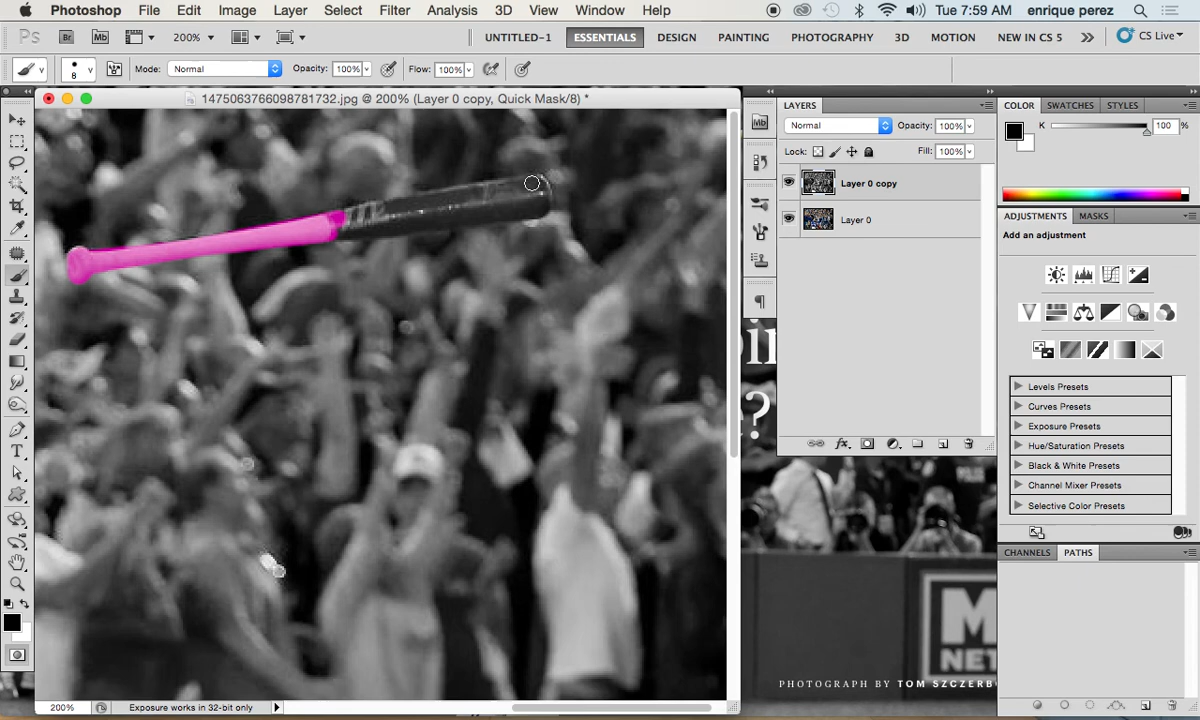 Photoshop File Edit Image Layer Select Filter Analysis 3D View Window Help Tue 7:59 AM enrique perez
Ps Br Mb 200% UNTITLED-1 ESSENTIALS DESIGN PAINTING PHOTOGRAPHY 3D MOTION NEW IN CS 5 CS Live
8 Mode: Normal Opacity: 100% Flow: 100%
1475063766098781732.jpg @ 200% (Layer 0 copy, Quick Mask/8) *
LAYERS
Normal Opacity: 100%
Lock: Fill: 100%
Layer 0 copy
Layer 0
Mb
COLOR SWATCHES STYLES
K 100 %
ADJUSTMENTS MASKS
Add an adjustment
Levels Presets
Curves Presets
Exposure Presets
Hue/Saturation Presets
Black & White Presets
Channel Mixer Presets
Selective Color Presets
CHANNELS PATHS
?
M
NET
PHOTOGRAPH BY TOM SZCZERB
200% Exposure works in 32-bit only